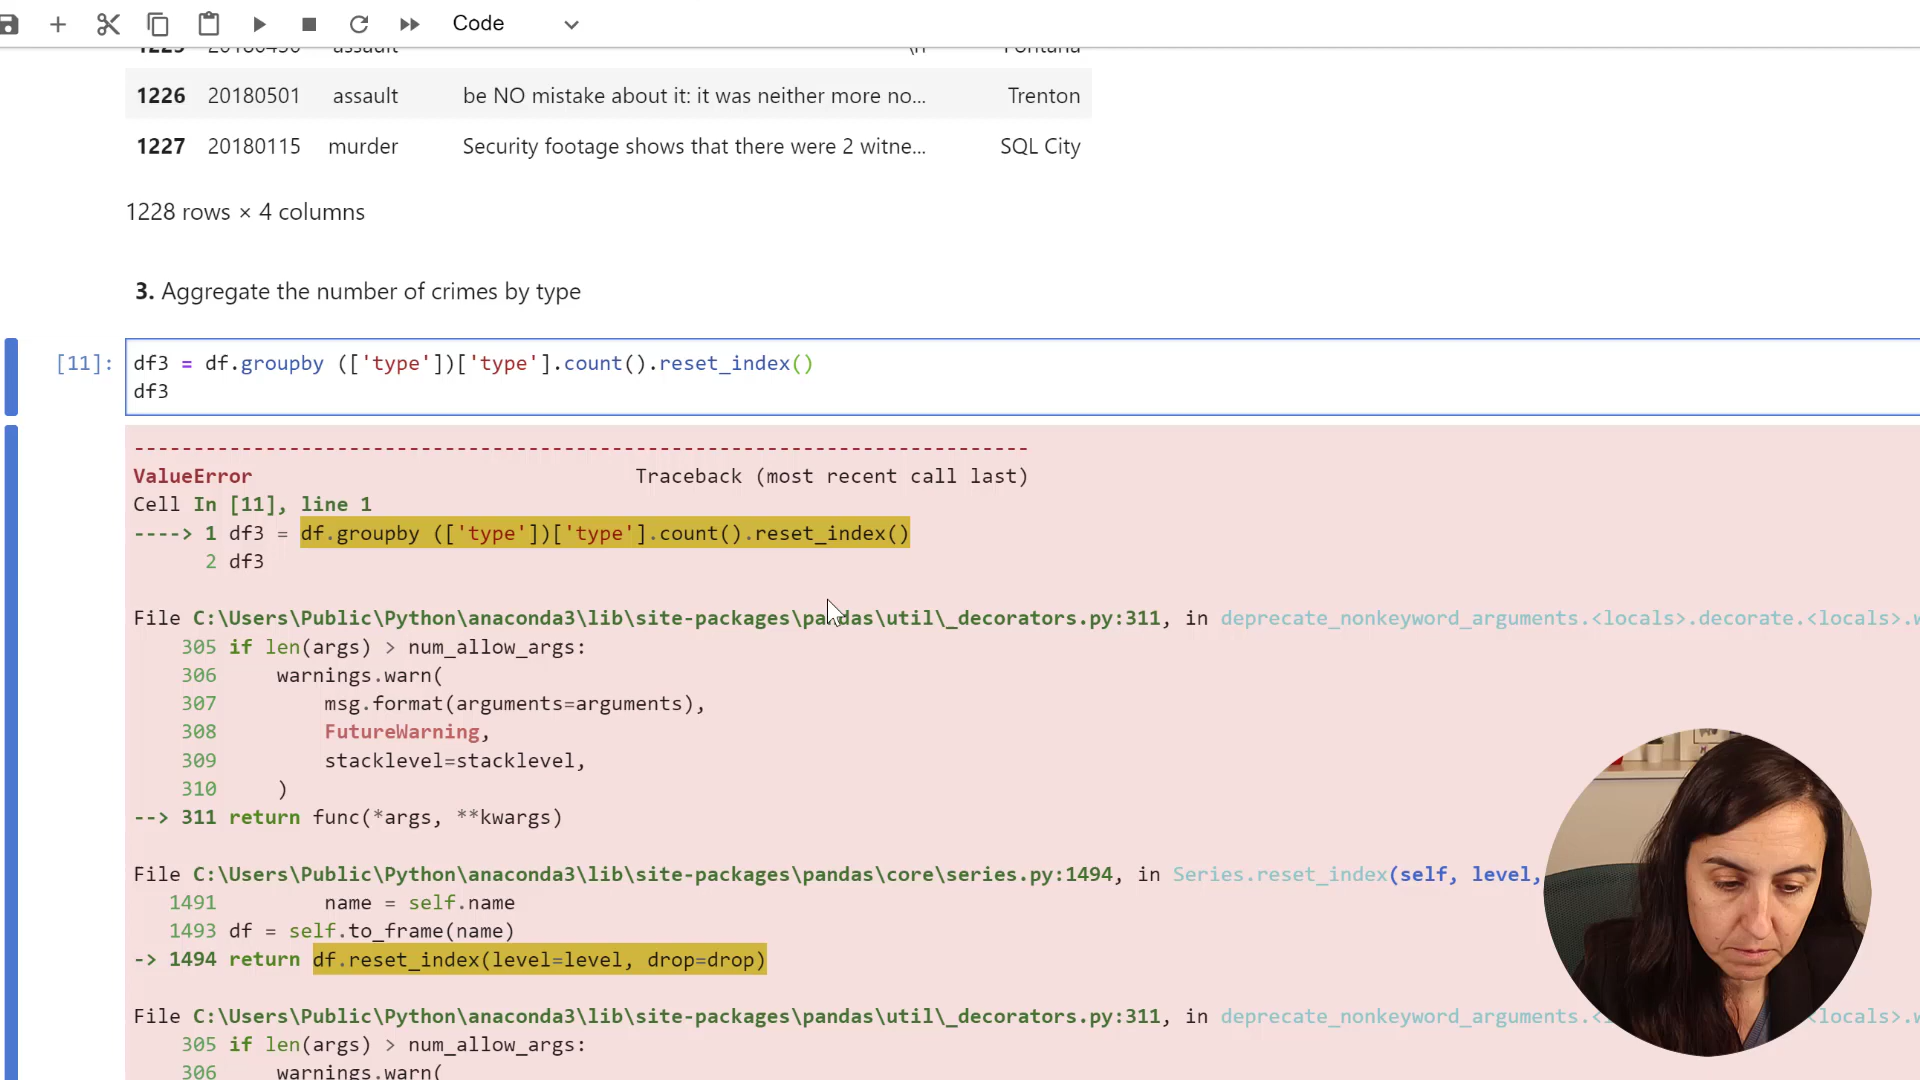 Code
1225 20180430 assault \n Fontana
1226 20180501 assault be NO mistake about it: it was neither more no... Trenton
1227 20180115 murder Security footage shows that there were 2 witne... SQL City
1228 rows × 4 columns
3. Aggregate the number of crimes by type
[11]: df3 = df.groupby (['type'])['type'].count().reset_index()
df3
---------------------------------------------------------------------------
ValueError Traceback (most recent call last)
Cell In [11], line 1
----> 1 df3 = df.groupby (['type'])['type'].count().reset_index()
2 df3
File C:\Users\Public\Python\anaconda3\lib\site-packages\pandas\util\_decorators.py:311, in deprecate_nonkeyword_arguments.<locals>.decorate.<locals>.w
305 if len(args) > num_allow_args:
306 warnings.warn(
307 msg.format(arguments=arguments),
308 FutureWarning,
309 stacklevel=stacklevel,
310 )
--> 311 return func(*args, **kwargs)
File C:\Users\Public\Python\anaconda3\lib\site-packages\pandas\core\series.py:1494, in Series.reset_index(self, level,
1491 name = self.name
1493 df = self.to_frame(name)
-> 1494 return df.reset_index(level=level, drop=drop)
File C:\Users\Public\Python\anaconda3\lib\site-packages\pandas\util\_decorators.py:311, in deprecate_nonkeyword_arguments.<l locals>.w
305 if len(args) > num_allow_args:
306 warnings.warn(